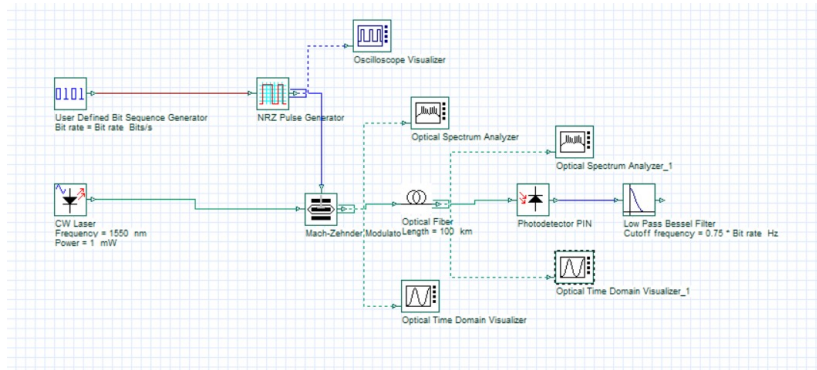 Oscilloscope Visualizer
0101
User Defined Bit Sequence Generator
Bit rate = Bit rate Bits/s
NRZ Pulse Generator
Optical Spectrum Analyzer
Optical Spectrum Analyzer_1
CW Laser
Frequency = 1550 nm
Power = 1 mW
Mach-Zehnder Modulato
Optical Fiber
Length = 100 km
Photodetector PIN
Low Pass Bessel Filter
Cutoff frequency = 0.75 * Bit rate Hz
Optical Time Domain Visualizer_1
Optical Time Domain Visualizer